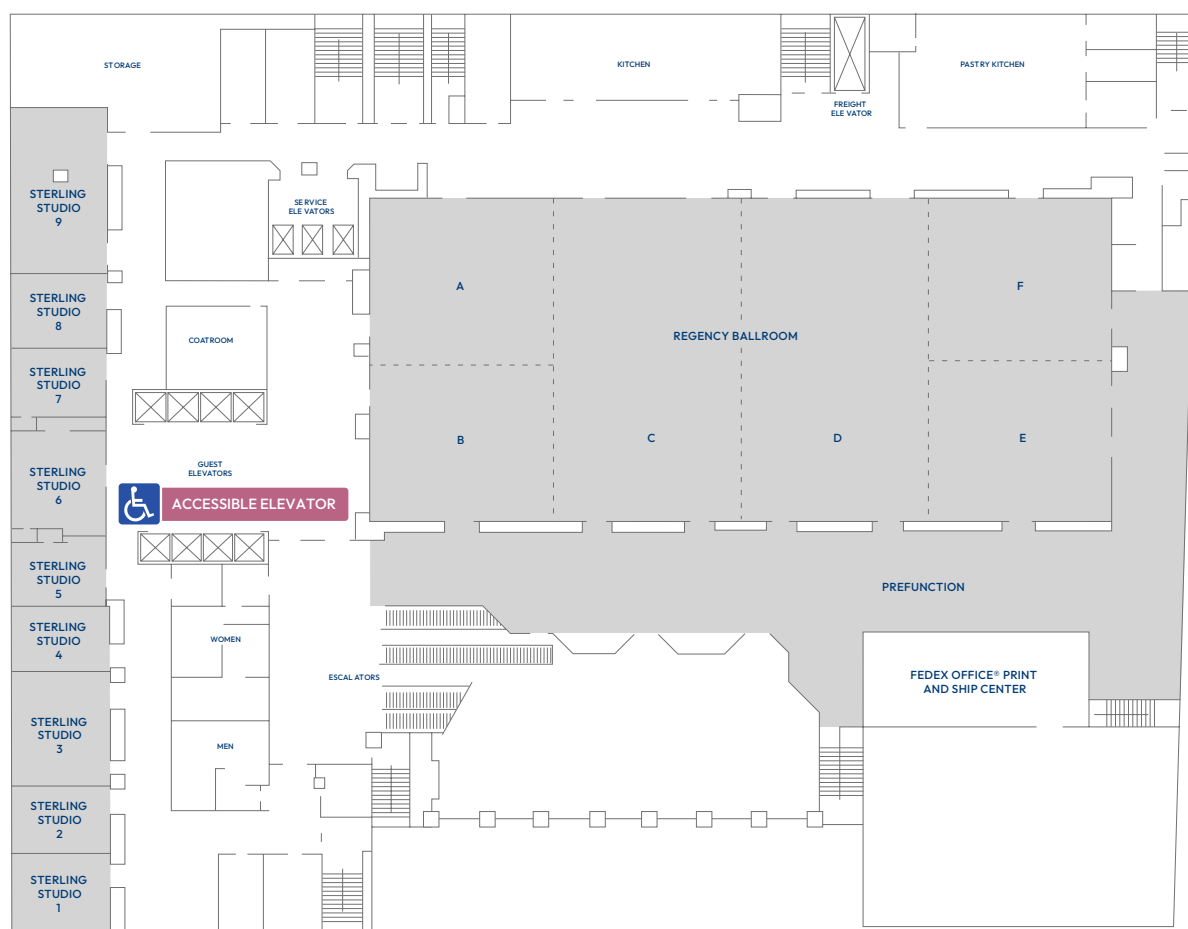 STORAGE
KITCHEN
PASTRY KITCHEN
FREIGHT
ELE VATOR
STERLING
STUDIO
9
SERVICE
ELE VATORS
A
F
STERLING
STUDIO
8
COATROOM
REGENCY BALLROOM
STERLING
STUDIO
7
B
C
D
E
GUEST
ELEVATORS
STERLING
STUDIO
6
ACCESSIBLE ELEVATOR
STERLING
STUDIO
5
PREFUNCTION
STERLING
STUDIO
4
WOMEN
ESCAL ATORS
FEDEX OFFICE® PRINT
AND SHIP CENTER
STERLING
STUDIO
3
MEN
STERLING
STUDIO
2
STERLING
STUDIO
1